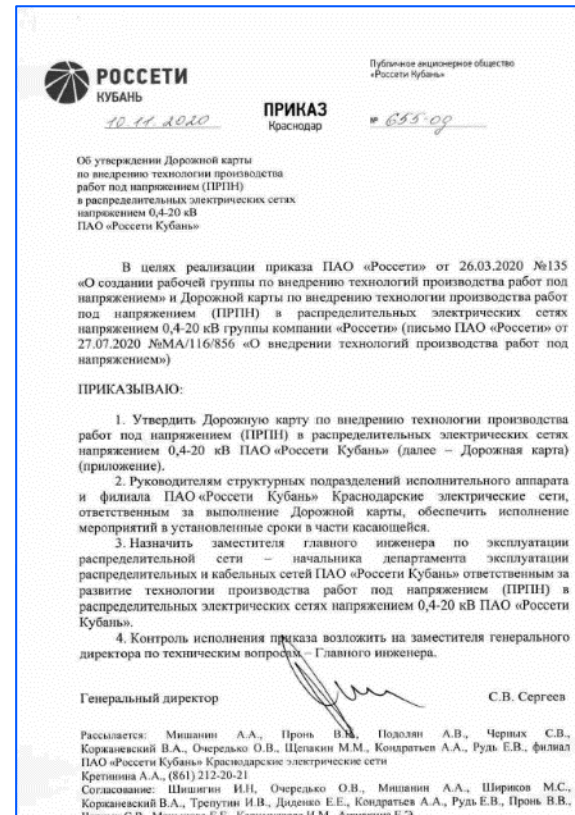 Публичное акционерное общество
«Россети Кубань»
РОССЕТИ
КУБАНЬ
ПРИКАЗ
10.11.2020 Краснодар № 655-од
Об утверждении Дорожной карты
по внедрению технологии производства
работ под напряжением (ПРПН)
в распределительных электрических сетях
напряжением 0,4-20 кВ
ПАО «Россети Кубань»
В целях реализации приказа ПАО «Россети» от 26.03.2020 №135
«О создании рабочей группы по внедрению технологий производства работ под
напряжением» и Дорожной карты по внедрению технологии производства работ
под напряжением (ПРПН) в распределительных электрических сетях
напряжением 0,4-20 кВ группы компании «Россети» (письмо ПАО «Россети» от
27.07.2020 №МА/116/856 «О внедрении технологий производства работ под
напряжением»)
ПРИКАЗЫВАЮ:
1. Утвердить Дорожную карту по внедрению технологии производства
работ под напряжением (ПРПН) в распределительных электрических сетях
напряжением 0,4-20 кВ ПАО «Россети Кубань» (далее – Дорожная карта)
(приложение).
2. Руководителям структурных подразделений исполнительного аппарата
и филиала ПАО «Россети Кубань» Краснодарские электрические сети,
ответственным за выполнение Дорожной карты, обеспечить исполнение
мероприятий в установленные сроки в части касающейся.
3. Назначить заместителя главного инженера по эксплуатации
распределительной сети – начальника департамента эксплуатации
распределительных и кабельных сетей ПАО «Россети Кубань» ответственным за
развитие технологии производства работ под напряжением (ПРПН) в
распределительных электрических сетях напряжением 0,4-20 кВ ПАО «Россети
Кубань».
4. Контроль исполнения приказа возложить на заместителя генерального
директора по техническим вопросам – Главного инженера.
Генеральный директор С.В. Сергеев
Рассылается: Мишанин А.А., Пронь В.В., Подолян А.В., Черных С.В.,
Коржаневский В.А., Очередько О.В., Щепакин М.М., Кондратьев А.А., Рудь Е.В., филиал
ПАО «Россети Кубань» Краснодарские электрические сети
Кретинина А.А., (861) 212-20-21
Согласование: Шишигин И.Н, Очередько О.В., Мишанин А.А., Шириков М.С.,
Коржаневский В.А., Трепутин И.В., Диденко Е.Е., Кондратьев А.А., Рудь Е.В., Пронь В.В.,